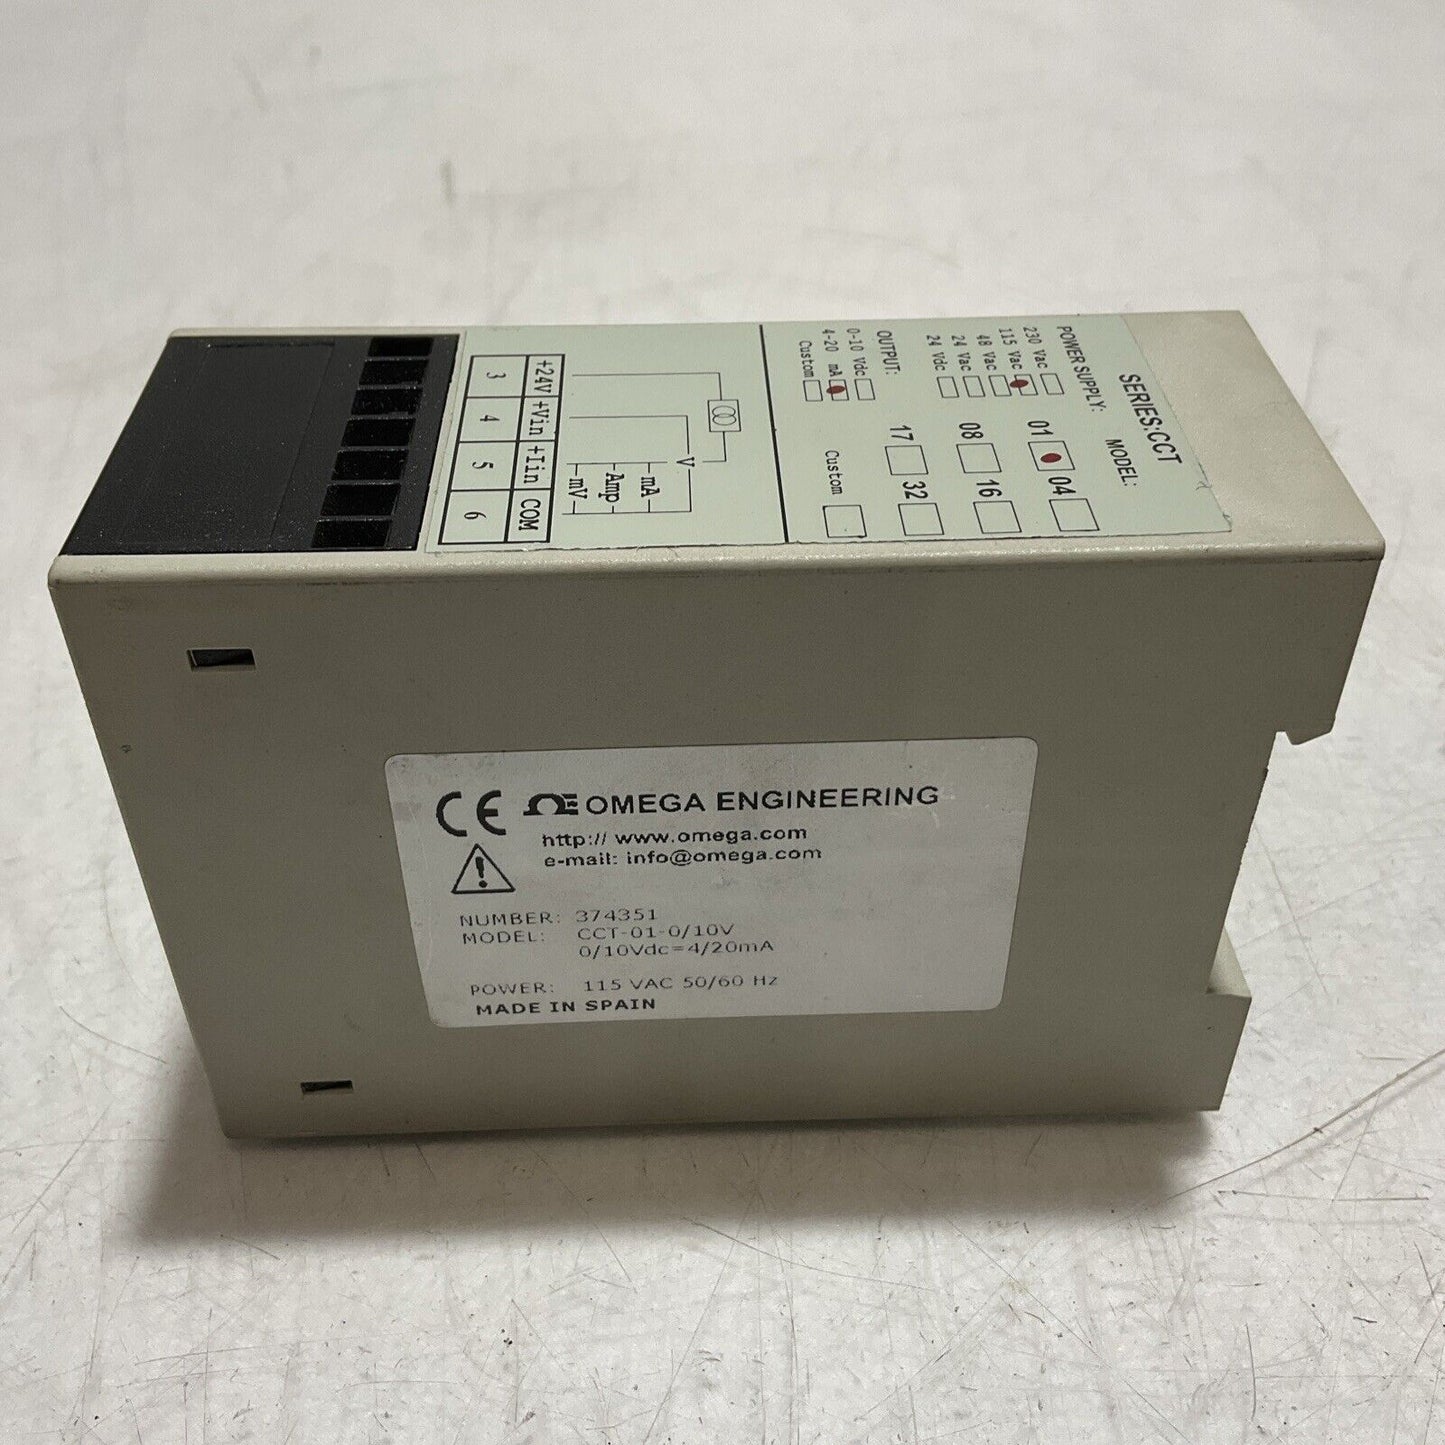 SERIES:CCT
POWER SUPPLY:
MODEL:
230 Vac
115 Vac
48 Vac
24 Vac
24 Vdc
01
04
08
16
17
32
OUTPUT:
0-10 Vdc
4-20 mA
Custom
Custom
V
mA
Amp
mV
+24V +Vin +Iin COM
3 4 5 6
CE OMEGA ENGINEERING
http:// www.omega.com
e-mail: info@omega.com
NUMBER: 374351
MODEL: CCT-01-0/10V
0/10Vdc=4/20mA
POWER: 115 VAC 50/60 Hz
MADE IN SPAIN